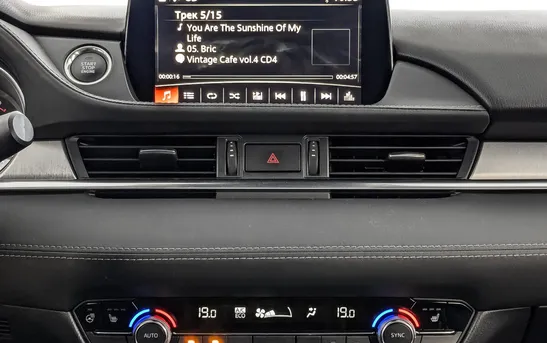 Трек 5/15
You Are The Sunshine Of My
Life
05. Bric
Vintage Cafe vol.4 CD4
00:00:16
00:04:57
START
STOP
ENGINE
19.0
A/C
ECO
19.0
AUTO
SYNC